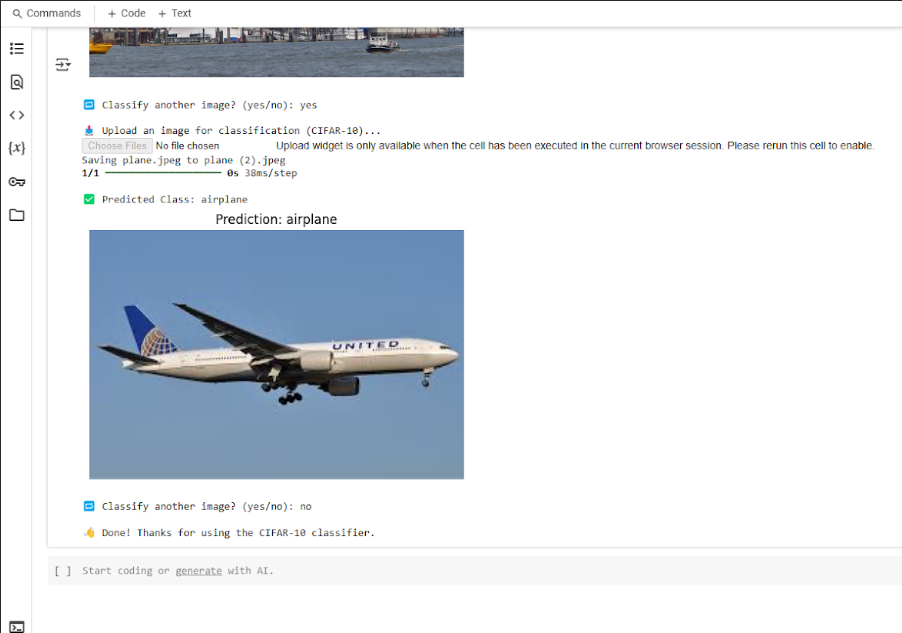 Commands + Code + Text
Classify another image? (yes/no): yes
Upload an image for classification (CIFAR-10)...
Choose Files No file chosen Upload widget is only available when the cell has been executed in the current browser session. Please rerun this cell to enable.
Saving plane.jpeg to plane (2).jpeg
1/1 ━━━━━━━━━━━━━━━━━━━━ 0s 38ms/step
Predicted Class: airplane
Prediction: airplane
UNITED
Classify another image? (yes/no): no
Done! Thanks for using the CIFAR-10 classifier.
[ ] Start coding or generate with AI.